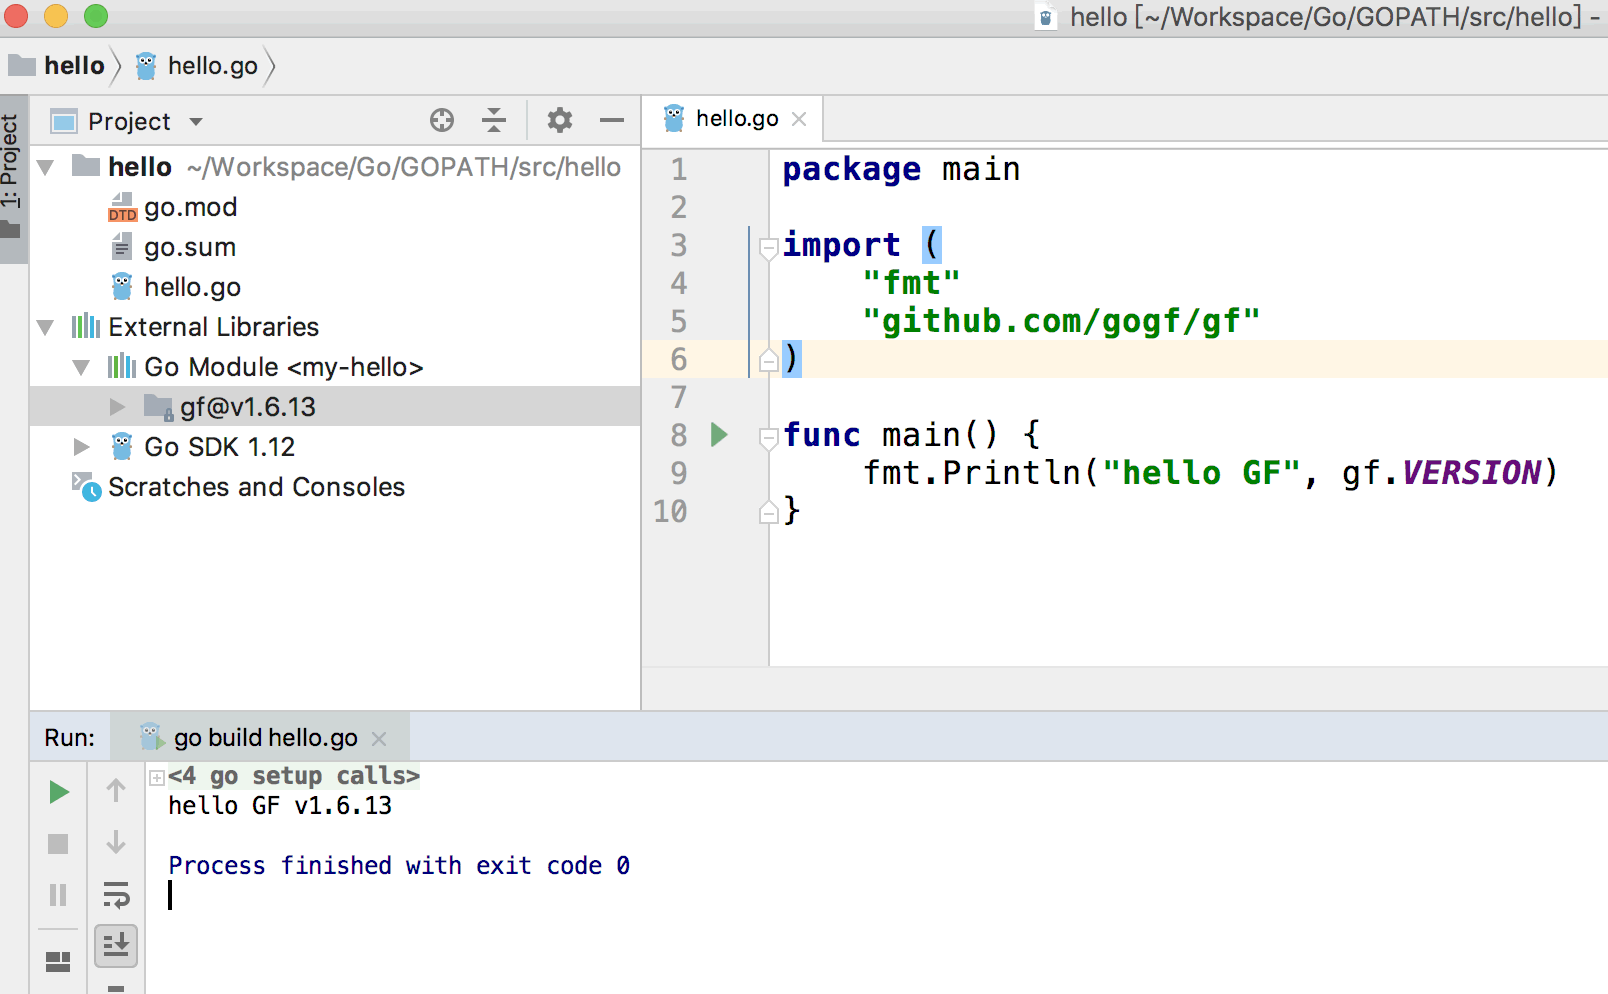 hello [~/Workspace/Go/GOPATH/src/hello] -
hello hello.go
1: Project
Project
hello ~/Workspace/Go/GOPATH/src/hello
DTD go.mod
go.sum
hello.go
External Libraries
Go Module <my-hello>
gf@v1.6.13
Go SDK 1.12
Scratches and Consoles
hello.go
1 package main
2
3 import (
4 "fmt"
5 "github.com/gogf/gf"
6 )
7
8 func main() {
9 fmt.Println("hello GF", gf.VERSION)
10 }
Run: go build hello.go
<4 go setup calls>
hello GF v1.6.13
Process finished with exit code 0